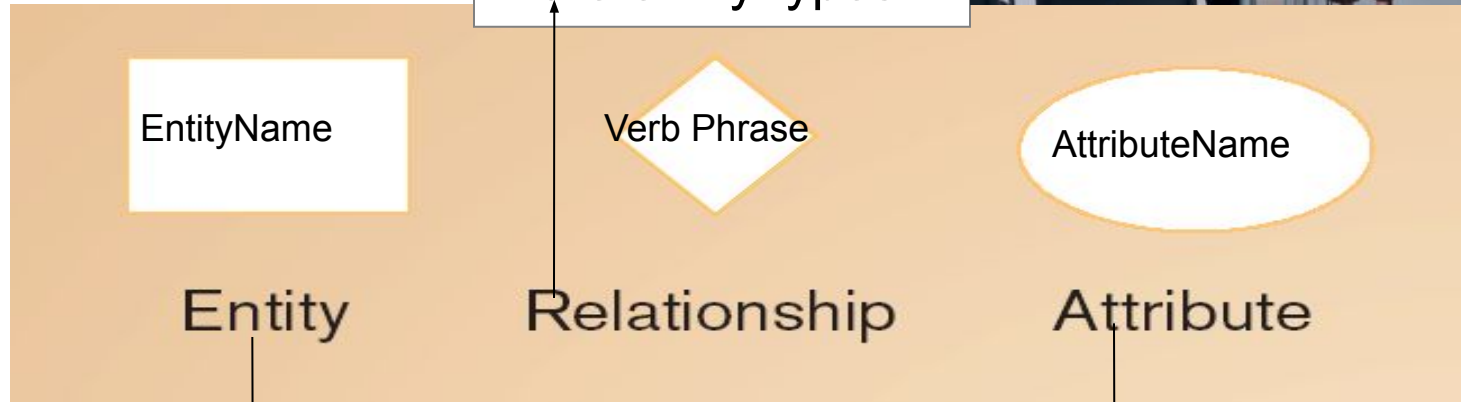 EntityName
Verb Phrase
AttributeName
Entity
Relationship
Attribute